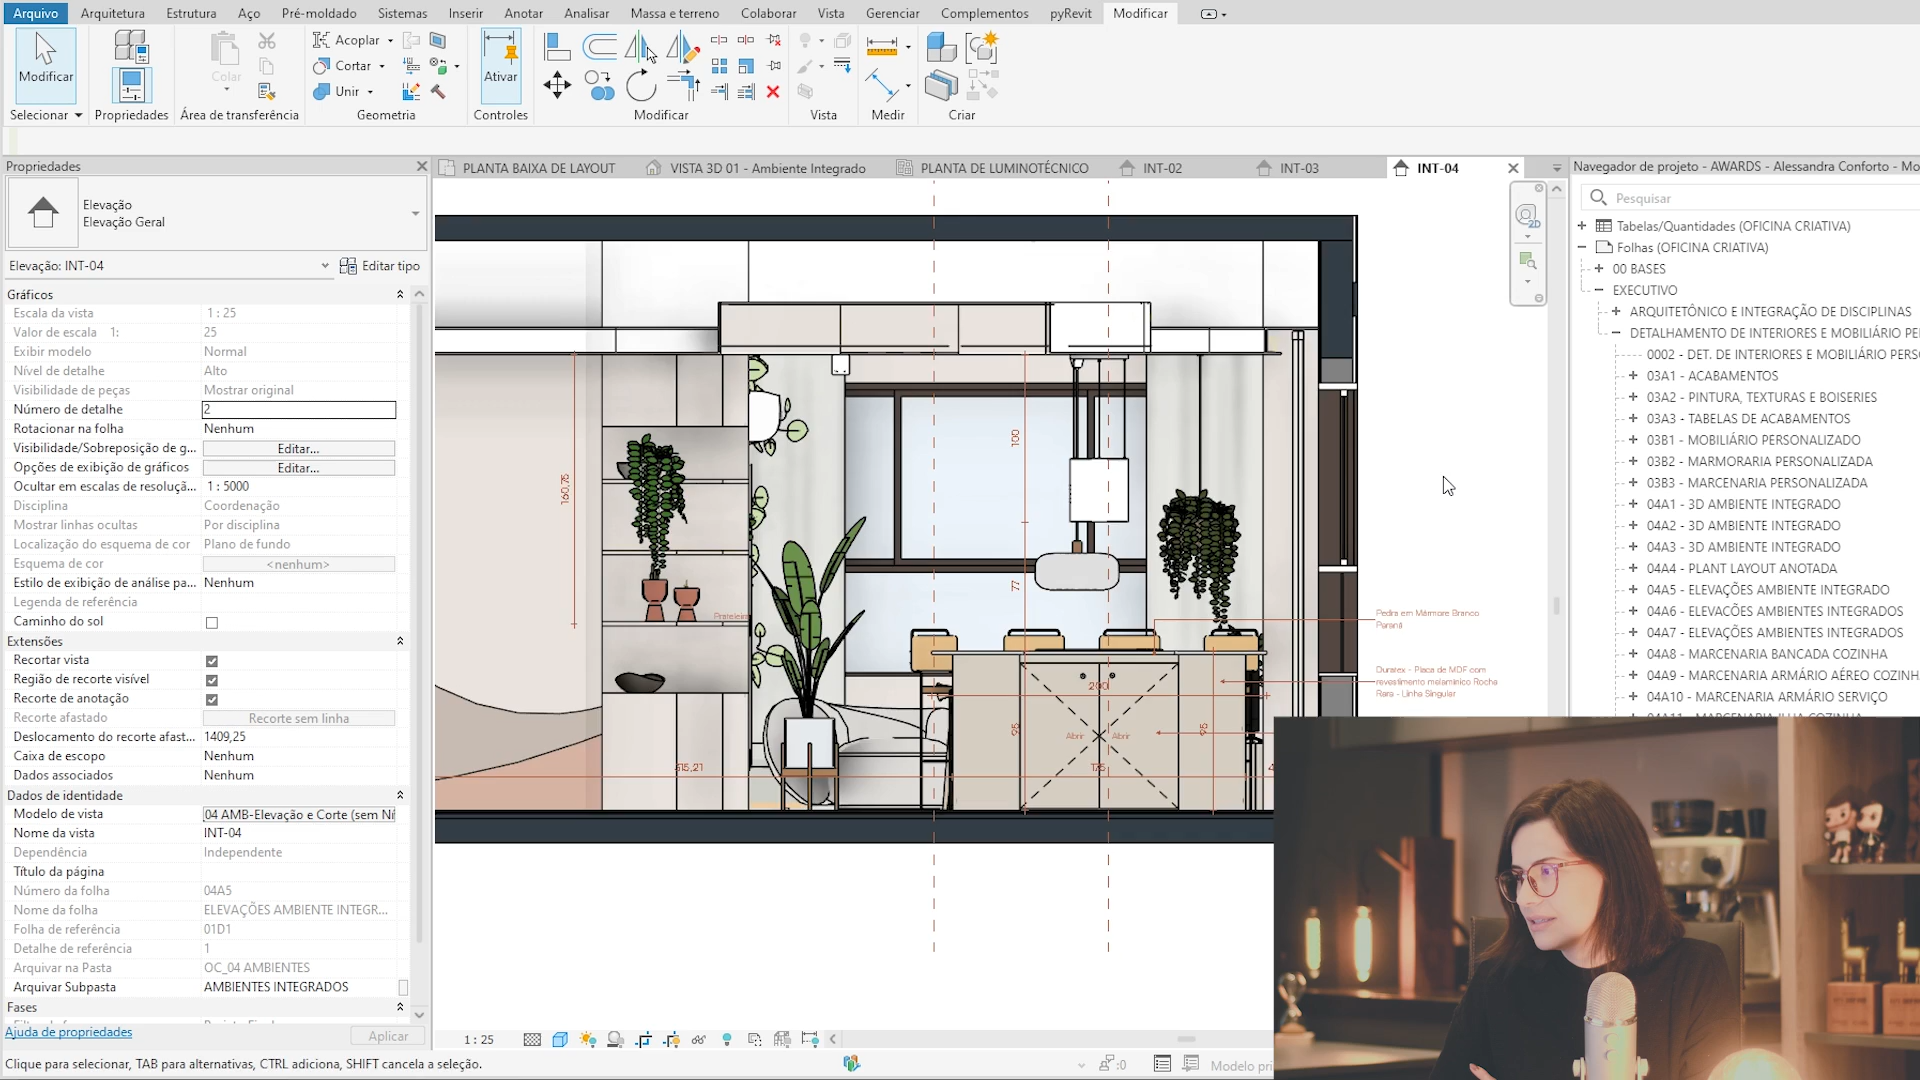 Arquivo Arquitetura Estrutura Aço Pré-moldado Sistemas Inserir Anotar Analisar Massa e terreno Colaborar Vista Gerenciar Complementos pyRevit Modificar
Modificar
Colar
Acoplar
Cortar
Unir
Ativar
Selecionar Propriedades Área de transferência Geometria Controles Modificar Vista Medir Criar
Propriedades
PLANTA BAIXA DE LAYOUT
VISTA 3D 01 - Ambiente Integrado
PLANTA DE LUMINOTÉCNICO
INT-02
INT-03
INT-04
Navegador de projeto - AWARDS - Alessandra Conforto - Mo
Elevação
Elevação Geral
Elevação: INT-04
Editar tipo
Gráficos
Escala da vista 1 : 25
Valor de escala 1: 25
Exibir modelo Normal
Nível de detalhe Alto
Visibilidade de peças Mostrar original
Número de detalhe 2
Rotacionar na folha Nenhum
Visibilidade/Sobreposição de g... Editar...
Opções de exibição de gráficos Editar...
Ocultar em escalas de resoluçã... 1 : 5000
Disciplina Coordenação
Mostrar linhas ocultas Por disciplina
Localização do esquema de cor Plano de fundo
Esquema de cor <nenhum>
Estilo de exibição de análise pa... Nenhum
Legenda de referência
Caminho do sol
Extensões
Recortar vista
Região de recorte visível
Recorte de anotação
Recorte afastado Recorte sem linha
Deslocamento do recorte afast... 1409,25
Caixa de escopo Nenhum
Dados associados Nenhum
Dados de identidade
Modelo de vista 04 AMB-Elevação e Corte (sem Ní
Nome da vista INT-04
Dependência Independente
Título da página
Número da folha 04A5
Nome da folha ELEVAÇÕES AMBIENTE INTEGR...
Folha de referência 01D1
Detalhe de referência 1
Arquivar na Pasta OC_04 AMBIENTES
Arquivar Subpasta AMBIENTES INTEGRADOS
Fases
Ajuda de propriedades
Aplicar
160,75
100
77
Prateleira
200
95
95
Abrir
Abrir
175
Pedra em Mármore Branco
Paraná
Duratex - Placa de MDF com
revestimento melamínico Rocha
Rara - Linha Singular
2D
Pesquisar
Tabelas/Quantidades (OFICINA CRIATIVA)
Folhas (OFICINA CRIATIVA)
00 BASES
EXECUTIVO
ARQUITETÔNICO E INTEGRAÇÃO DE DISCIPLINAS
DETALHAMENTO DE INTERIORES E MOBILIÁRIO PE
0002 - DET. DE INTERIORES E MOBILIÁRIO PERS
03A1 - ACABAMENTOS
03A2 - PINTURA, TEXTURAS E BOISERIES
03A3 - TABELAS DE ACABAMENTOS
03B1 - MOBILIÁRIO PERSONALIZADO
03B2 - MARMORARIA PERSONALIZADA
03B3 - MARCENARIA PERSONALIZADA
04A1 - 3D AMBIENTE INTEGRADO
04A2 - 3D AMBIENTE INTEGRADO
04A3 - 3D AMBIENTE INTEGRADO
04A4 - PLANT LAYOUT ANOTADA
04A5 - ELEVAÇÕES AMBIENTE INTEGRADO
04A6 - ELEVAÇÕES AMBIENTES INTEGRADOS
04A7 - ELEVAÇÕES AMBIENTES INTEGRADOS
04A8 - MARCENARIA BANCADA COZINHA
04A9 - MARCENARIA ARMÁRIO AÉREO COZINH
04A10 - MARCENARIA ARMÁRIO SERVIÇO
1 : 25
Clique para selecionar, TAB para alternativas, CTRL adiciona, SHIFT cancela a seleção.
:0
Modelo pri